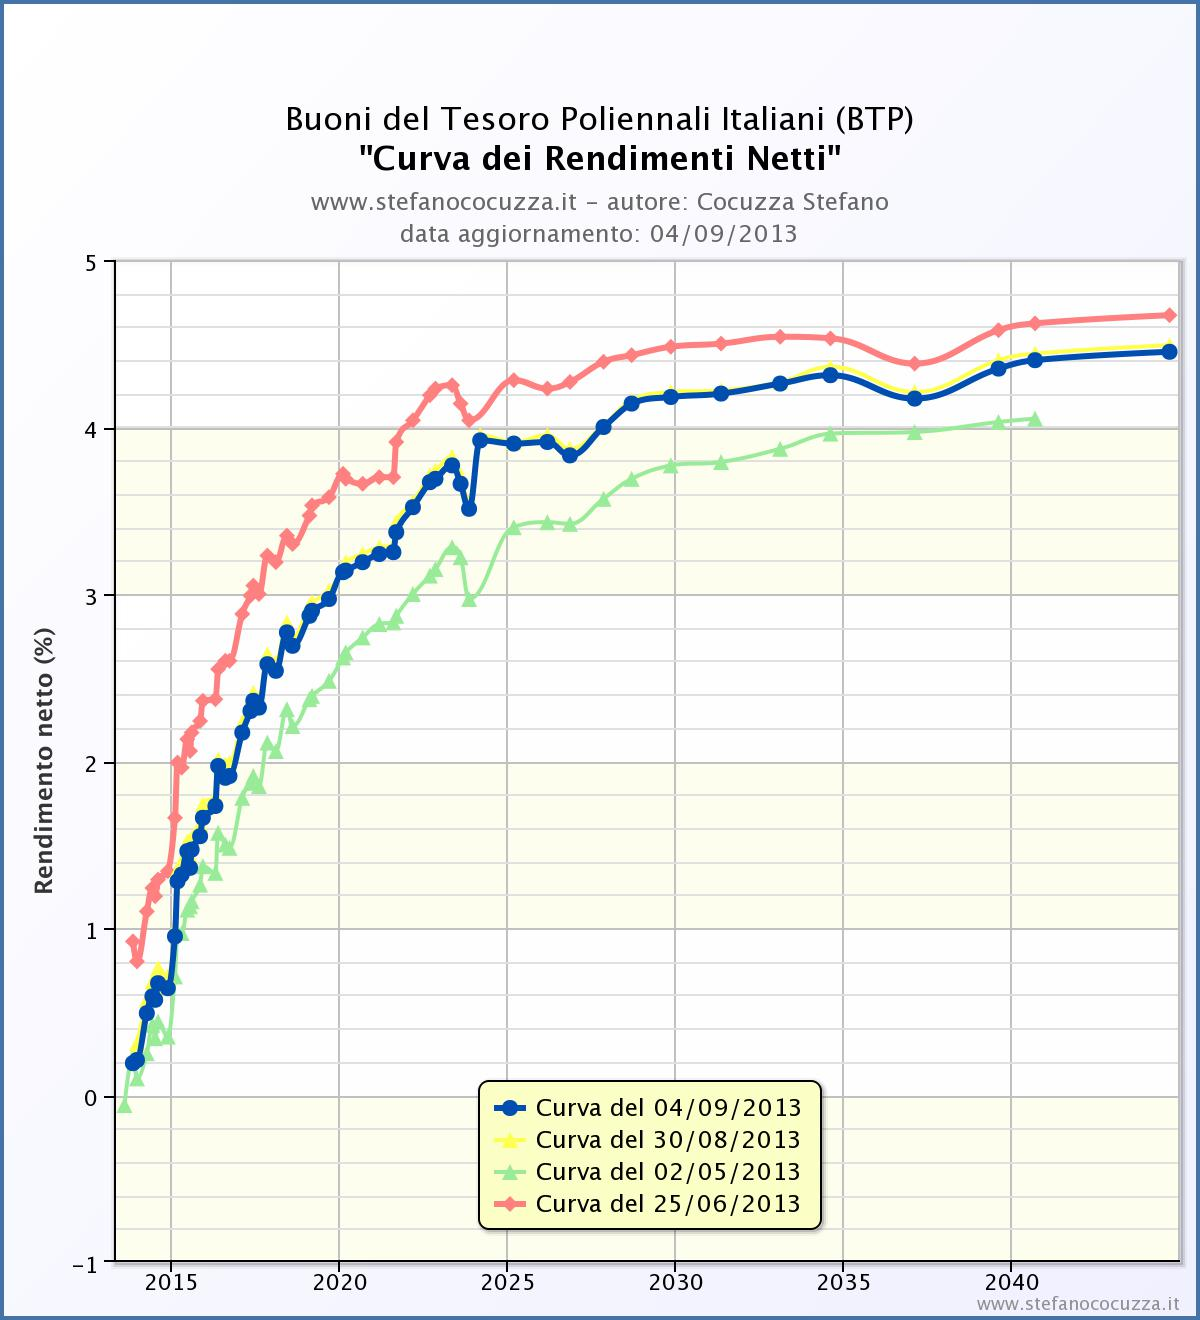 Buoni del Tesoro Poliennali Italiani (BTP)
"Curva dei Rendimenti Netti"
www.stefanococuzza.it - autore: Cocuzza Stefano
data aggiornamento: 04/09/2013
5
4
3
2
1
0
-1
Rendimento netto (%)
Curva del 04/09/2013
Curva del 30/08/2013
Curva del 02/05/2013
Curva del 25/06/2013
2015 2020 2025 2030 2035 2040
www.stefanococuzza.it